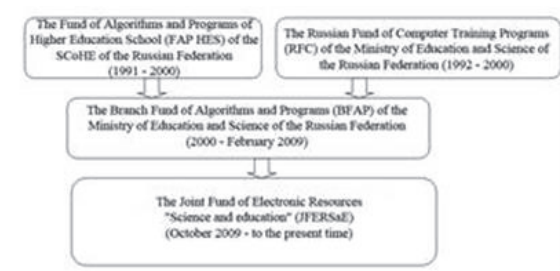 The Fund of Algorithms and Programs of
Higher Education School (FAP HES) of the
SCoHE of the Russian Federation
(1991 - 2000)
The Russian Fund of Computer Training Programs
(RFC) of the Ministry of Education and Science of
the Russian Federation (1992 - 2000)
The Branch Fund of Algorithms and Programs (BFAP) of the
Ministry of Education and Science of the Russian Federation
(2000 - February 2009)
The Joint Fund of Electronic Resources
"Science and education" (JFERSaE)
(October 2009 - to the present time)